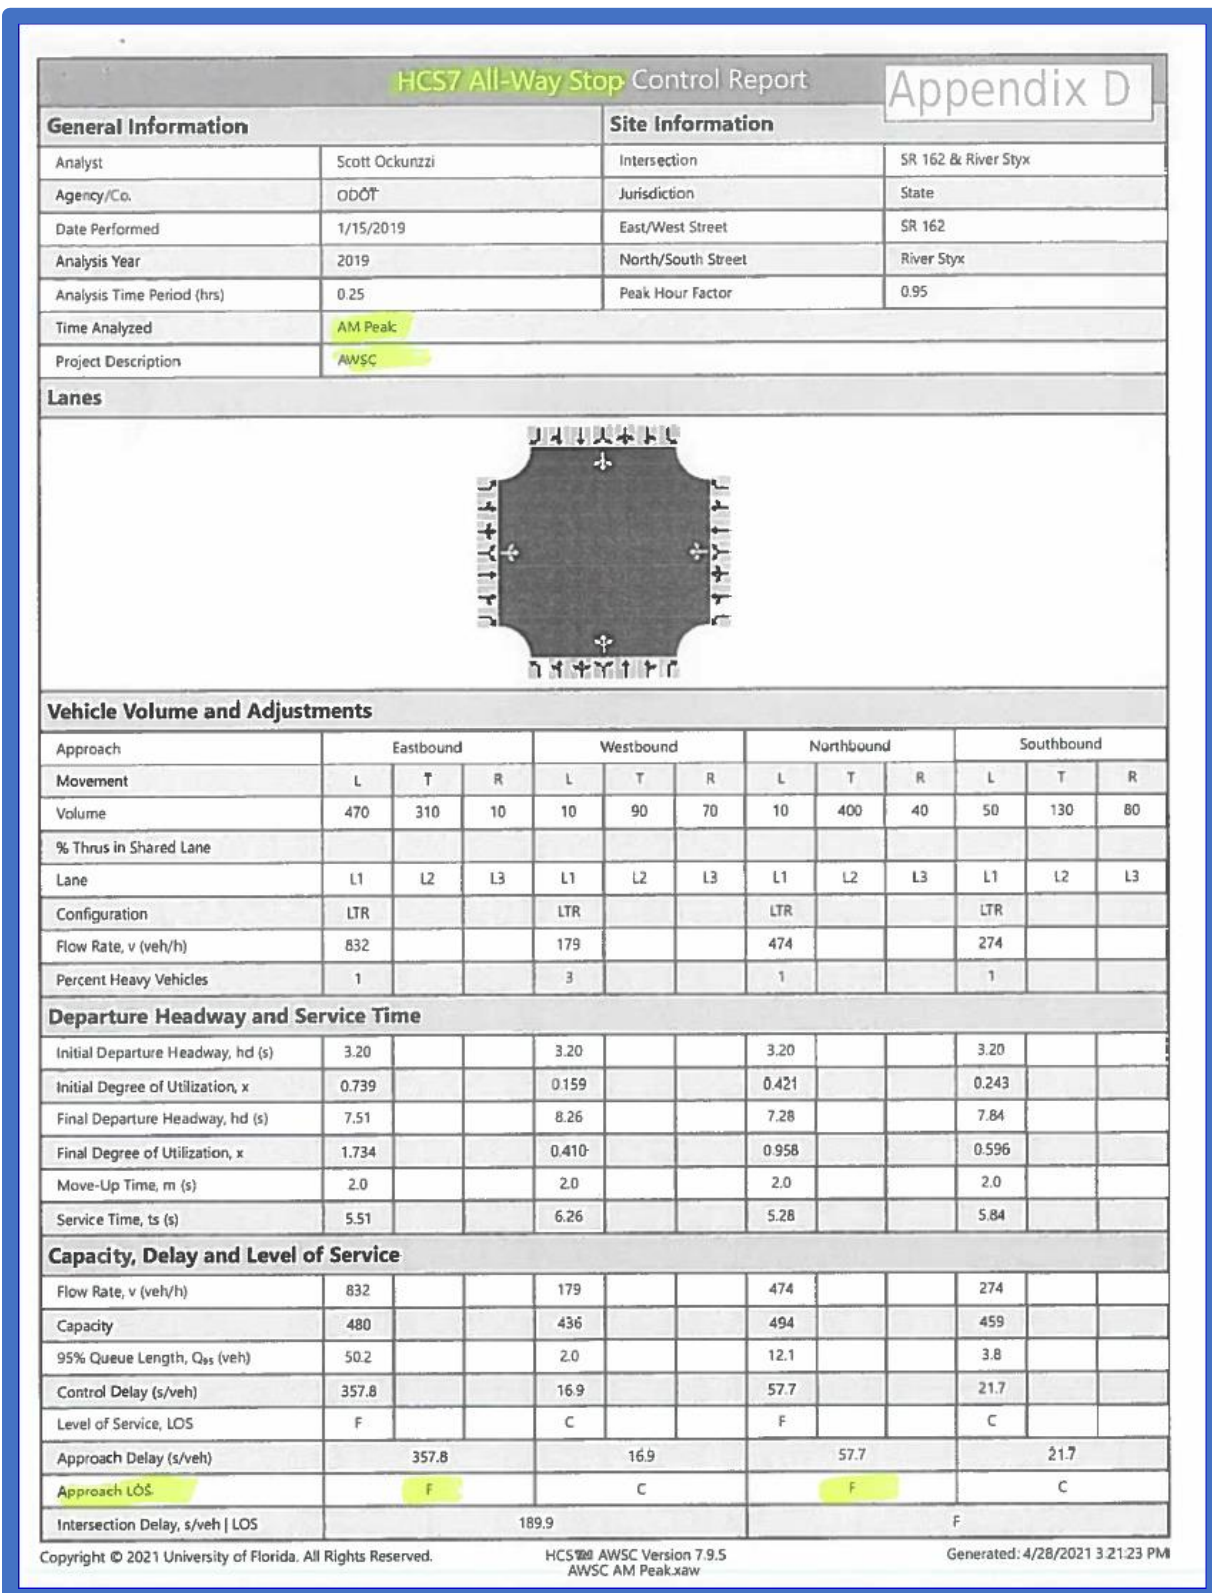 HCS7 All-Way Stop Control Report
Appendix D
General Information Site Information
Analyst Scott Ockunzzi Intersection SR 162 & River Styx
Agency/Co. ODOT Jurisdiction State
Date Performed 1/15/2019 East/West Street SR 162
Analysis Year 2019 North/South Street River Styx
Analysis Time Period (hrs) 0.25 Peak Hour Factor 0.95
Time Analyzed AM Peak
Project Description AWSC
Lanes
Vehicle Volume and Adjustments
Approach Eastbound Westbound Northbound Southbound
Movement L T R L T R L T R L T R
Volume 470 310 10 10 90 70 10 400 40 50 130 80
% Thrus in Shared Lane
Lane L1 L2 L3 L1 L2 L3 L1 L2 L3 L1 L2 L3
Configuration LTR LTR LTR LTR
Flow Rate, v (veh/h) 832 179 474 274
Percent Heavy Vehicles 1 3 1 1
Departure Headway and Service Time
Initial Departure Headway, hd (s) 3.20 3.20 3.20 3.20
Initial Degree of Utilization, x 0.739 0.159 0.421 0.243
Final Departure Headway, hd (s) 7.51 8.26 7.28 7.84
Final Degree of Utilization, x 1.734 0.410 0.958 0.596
Move-Up Time, m (s) 2.0 2.0 2.0 2.0
Service Time, ts (s) 5.51 6.26 5.28 5.84
Capacity, Delay and Level of Service
Flow Rate, v (veh/h) 832 179 474 274
Capacity 480 436 494 459
95% Queue Length, Q₉₅ (veh) 50.2 2.0 12.1 3.8
Control Delay (s/veh) 357.8 16.9 57.7 21.7
Level of Service, LOS F C F C
Approach Delay (s/veh) 357.8 16.9 57.7 21.7
Approach LOS F C F C
Intersection Delay, s/veh | LOS 189.9 F
Copyright © 2021 University of Florida. All Rights Reserved. AWSC Version 7.9.5 Generated: 4/28/2021 3:21:23 PM
AWSC AM Peak.xaw